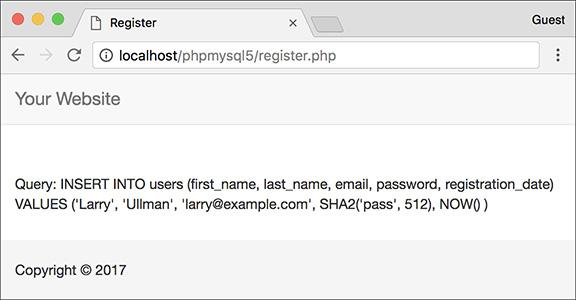 Register
Guest
localhost/phpmysql5/register.php
Your Website
Query: INSERT INTO users (first_name, last_name, email, password, registration_date)
VALUES ('Larry', 'Ullman', 'larry@example.com', SHA2('pass', 512), NOW() )
Copyright © 2017